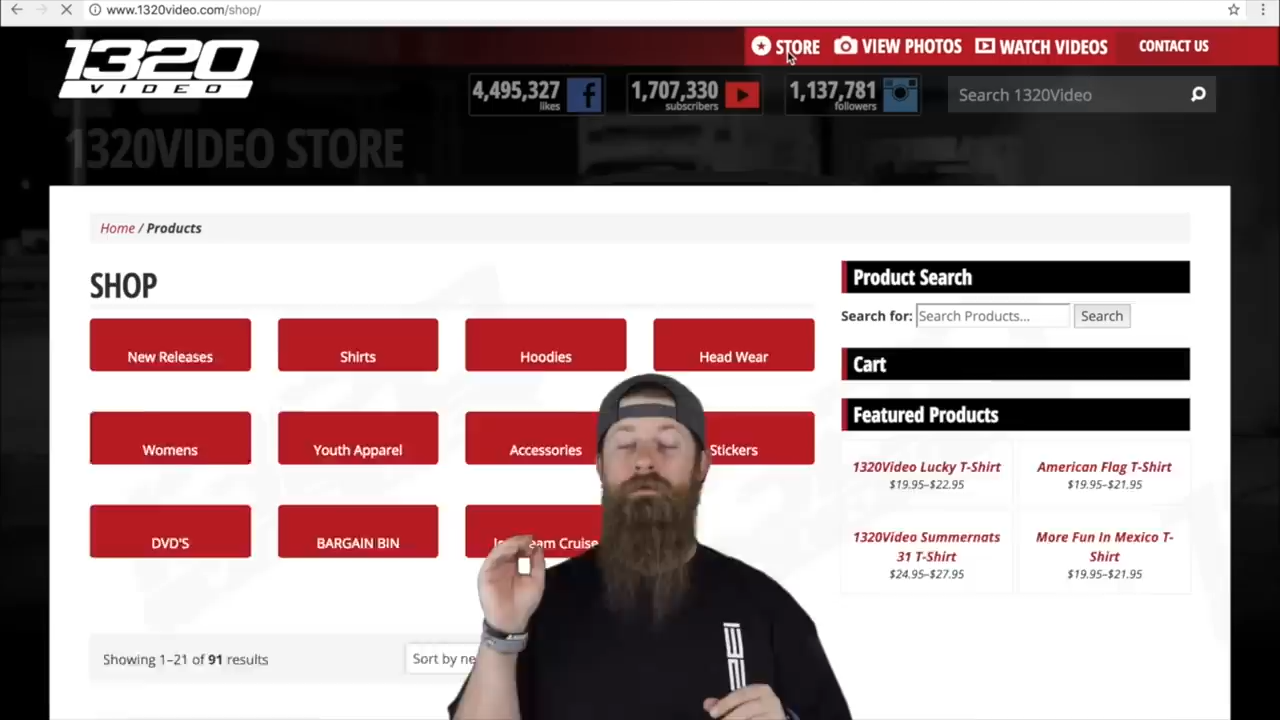 www.1320video.com/shop/
1320
VIDEO
STORE
VIEW PHOTOS
WATCH VIDEOS
CONTACT US
4,495,327
likes
1,707,330
subscribers
1,137,781
followers
Search 1320Video
1320VIDEO STORE
Home / Products
SHOP
New Releases
Shirts
Hoodies
Head Wear
Womens
Youth Apparel
Accessories
Stickers
DVD'S
BARGAIN BIN
Cruise
Showing 1–21 of 91 results
Sort by ne
Product Search
Search for: Search Products... Search
Cart
Featured Products
1320Video Lucky T-Shirt
$19.95–$22.95
American Flag T-Shirt
$19.95–$21.95
1320Video Summernats
31 T-Shirt
$24.95–$27.95
More Fun In Mexico T-
Shirt
$19.95–$21.95